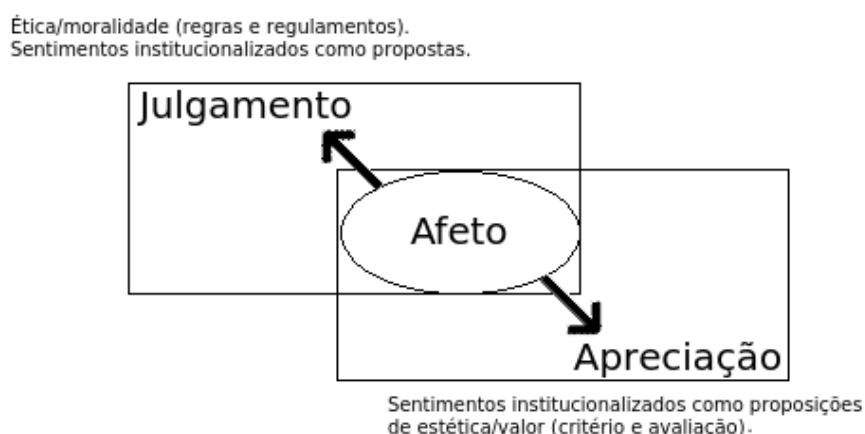 Ética/moralidade (regras e regulamentos).
Sentimentos institucionalizados como propostas.
Julgamento
Afeto
Apreciação
Sentimentos institucionalizados como proposições
de estética/valor (critério e avaliação).